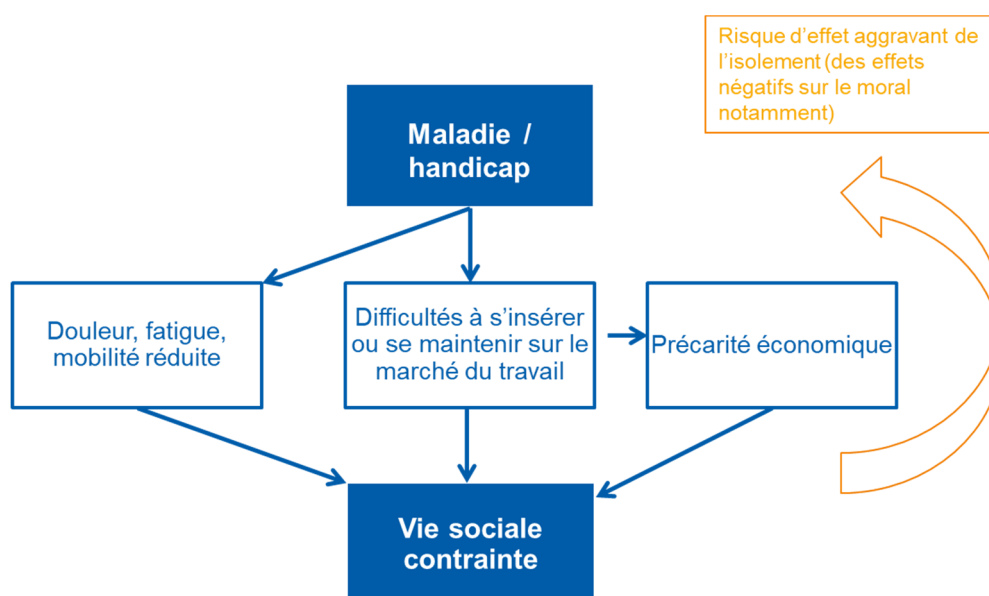 Risque d'effet aggravant de
l'isolement (des effets
négatifs sur le moral
notamment)
Maladie /
handicap
Douleur, fatigue,
mobilité réduite
Difficultés à s'insérer
ou se maintenir sur le
marché du travail
Précarité économique
Vie sociale
contrainte